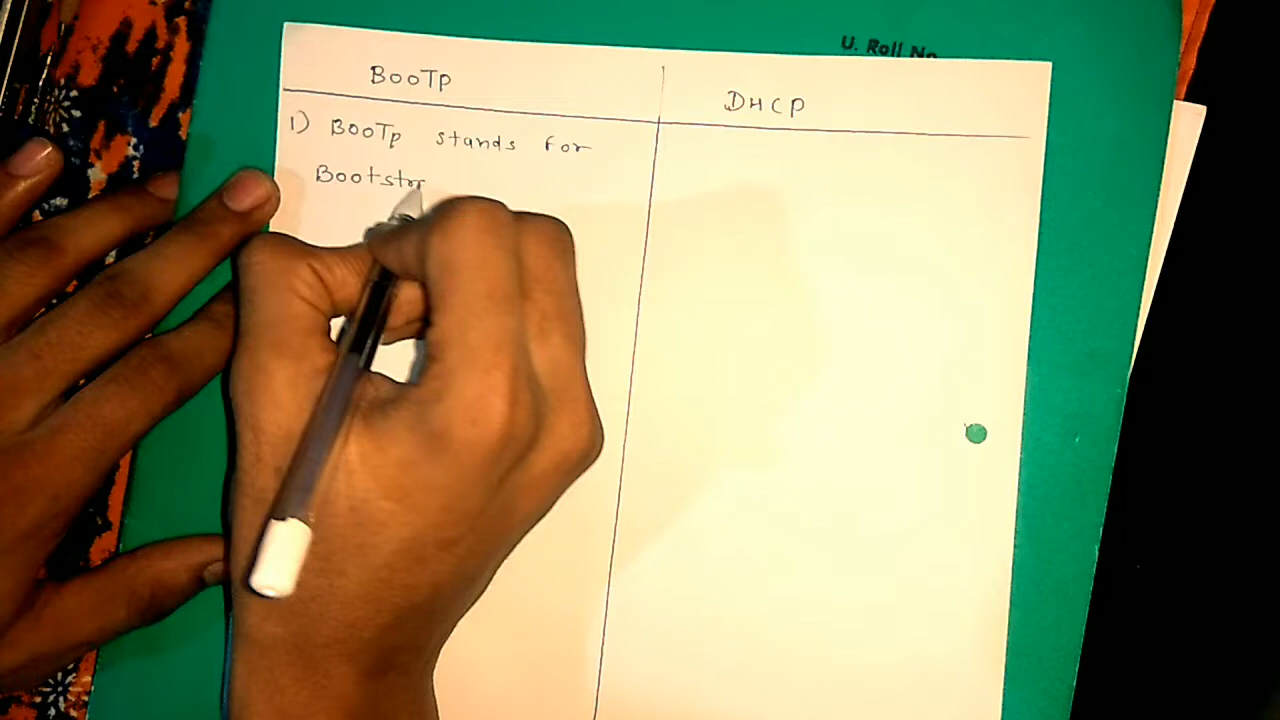 U. Roll No
BOOTP
DHCP
1) BOOTP stands for
Bootstr